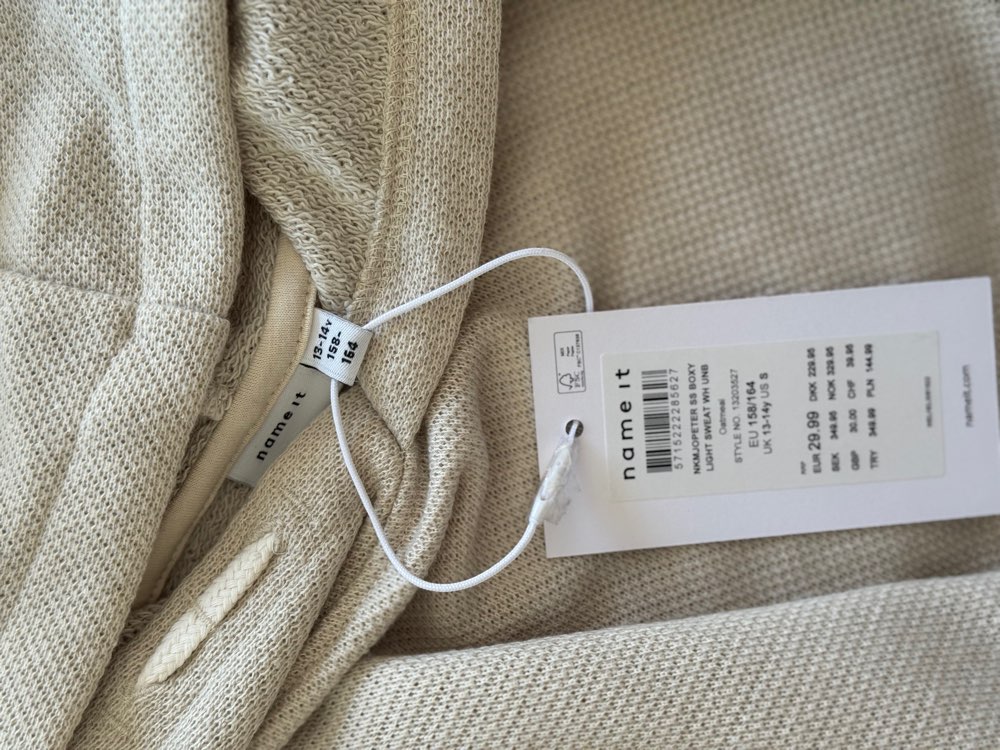 13-14Y
158-
164
name it
name it
5715222285627
NKMJOPETER SS BOXY
LIGHT SWEAT WH UNB
Oatmeal
STYLE NO. 13203527
EU 158/164
UK 13-14y US S
RRP
EUR 29.99 DKK 229.95
SEK 349.95 NOK 329.95
GBP 30.00 CHF 39.95
TRY 349.99 PLN 144.99
nameit.com